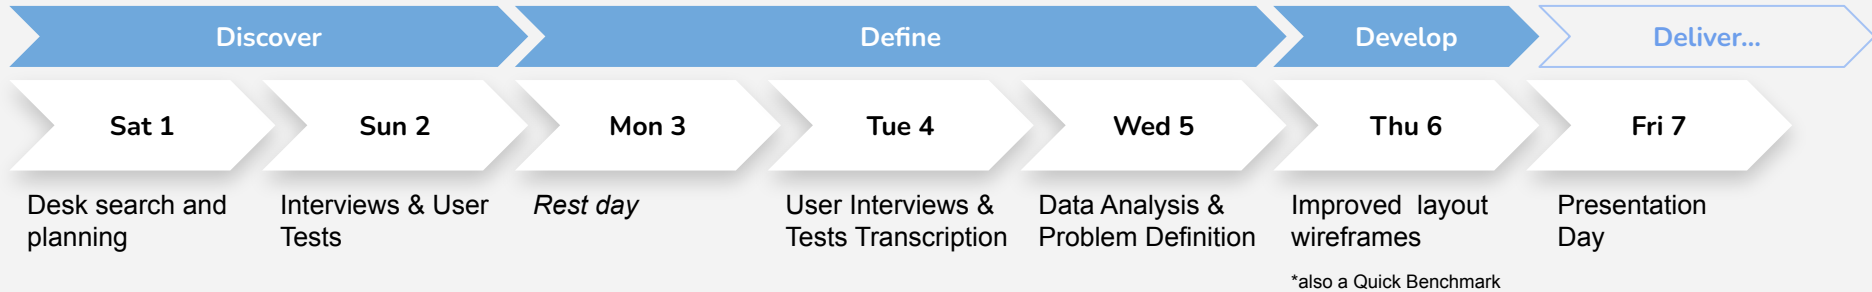 Discover
Define
Develop
Deliver...
Sat 1
Sun 2
Mon 3
Tue 4
Wed 5
Thu 6
Fri 7
Desk search and
planning
Interviews & User
Tests
Rest day
User Interviews &
Tests Transcription
Data Analysis &
Problem Definition
Improved layout
wireframes
*also a Quick Benchmark
Presentation
Day